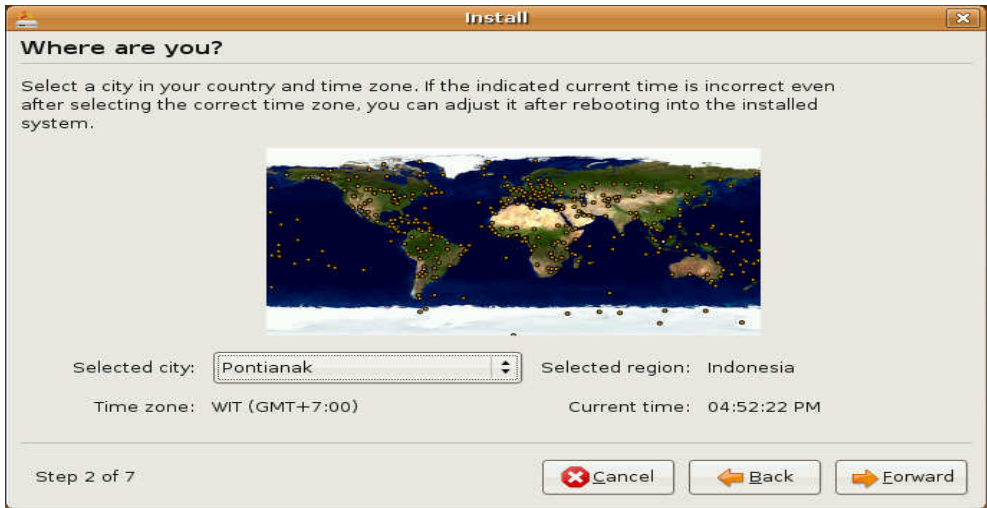 Install
Where are you?
Select a city in your country and time zone. If the indicated current time is incorrect even
after selecting the correct time zone, you can adjust it after rebooting into the installed
system.
Selected city: Pontianak Selected region: Indonesia
Time zone: WIT (GMT+7:00) Current time: 04:52:22 PM
Step 2 of 7 Cancel Back Forward